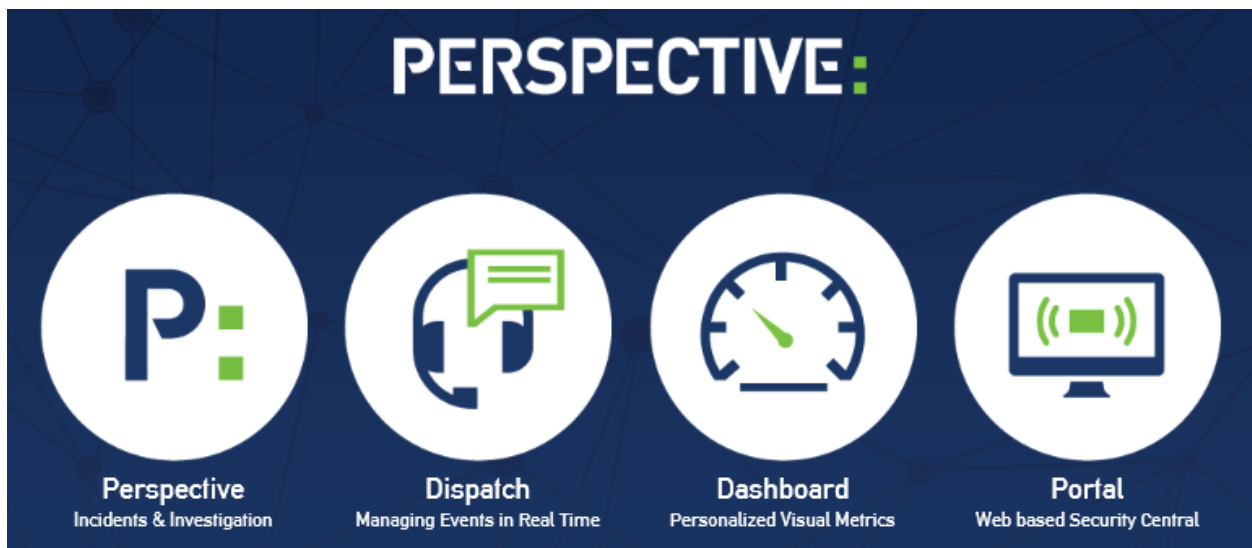 PERSPECTIVE:
P:
Perspective
Incidents & Investigation
Dispatch
Managing Events in Real Time
Dashboard
Personalized Visual Metrics
Portal
Web based Security Central